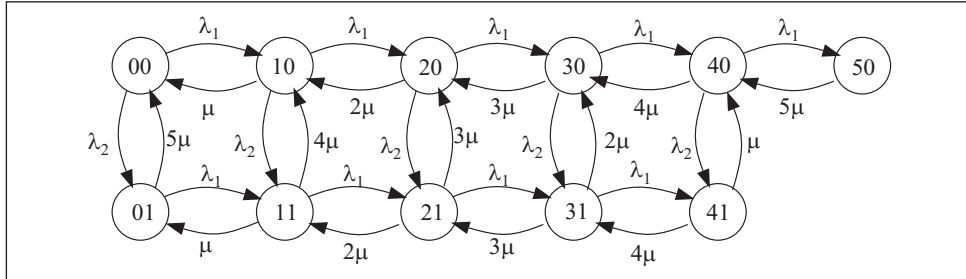 λ1 λ1 λ1 λ1 λ1
00 10 20 30 40 50
μ 2μ 3μ 4μ 5μ
λ2 5μ λ2 4μ λ2 3μ λ2 2μ λ2 μ
λ1 λ1 λ1 λ1
01 11 21 31 41
μ 2μ 3μ 4μ